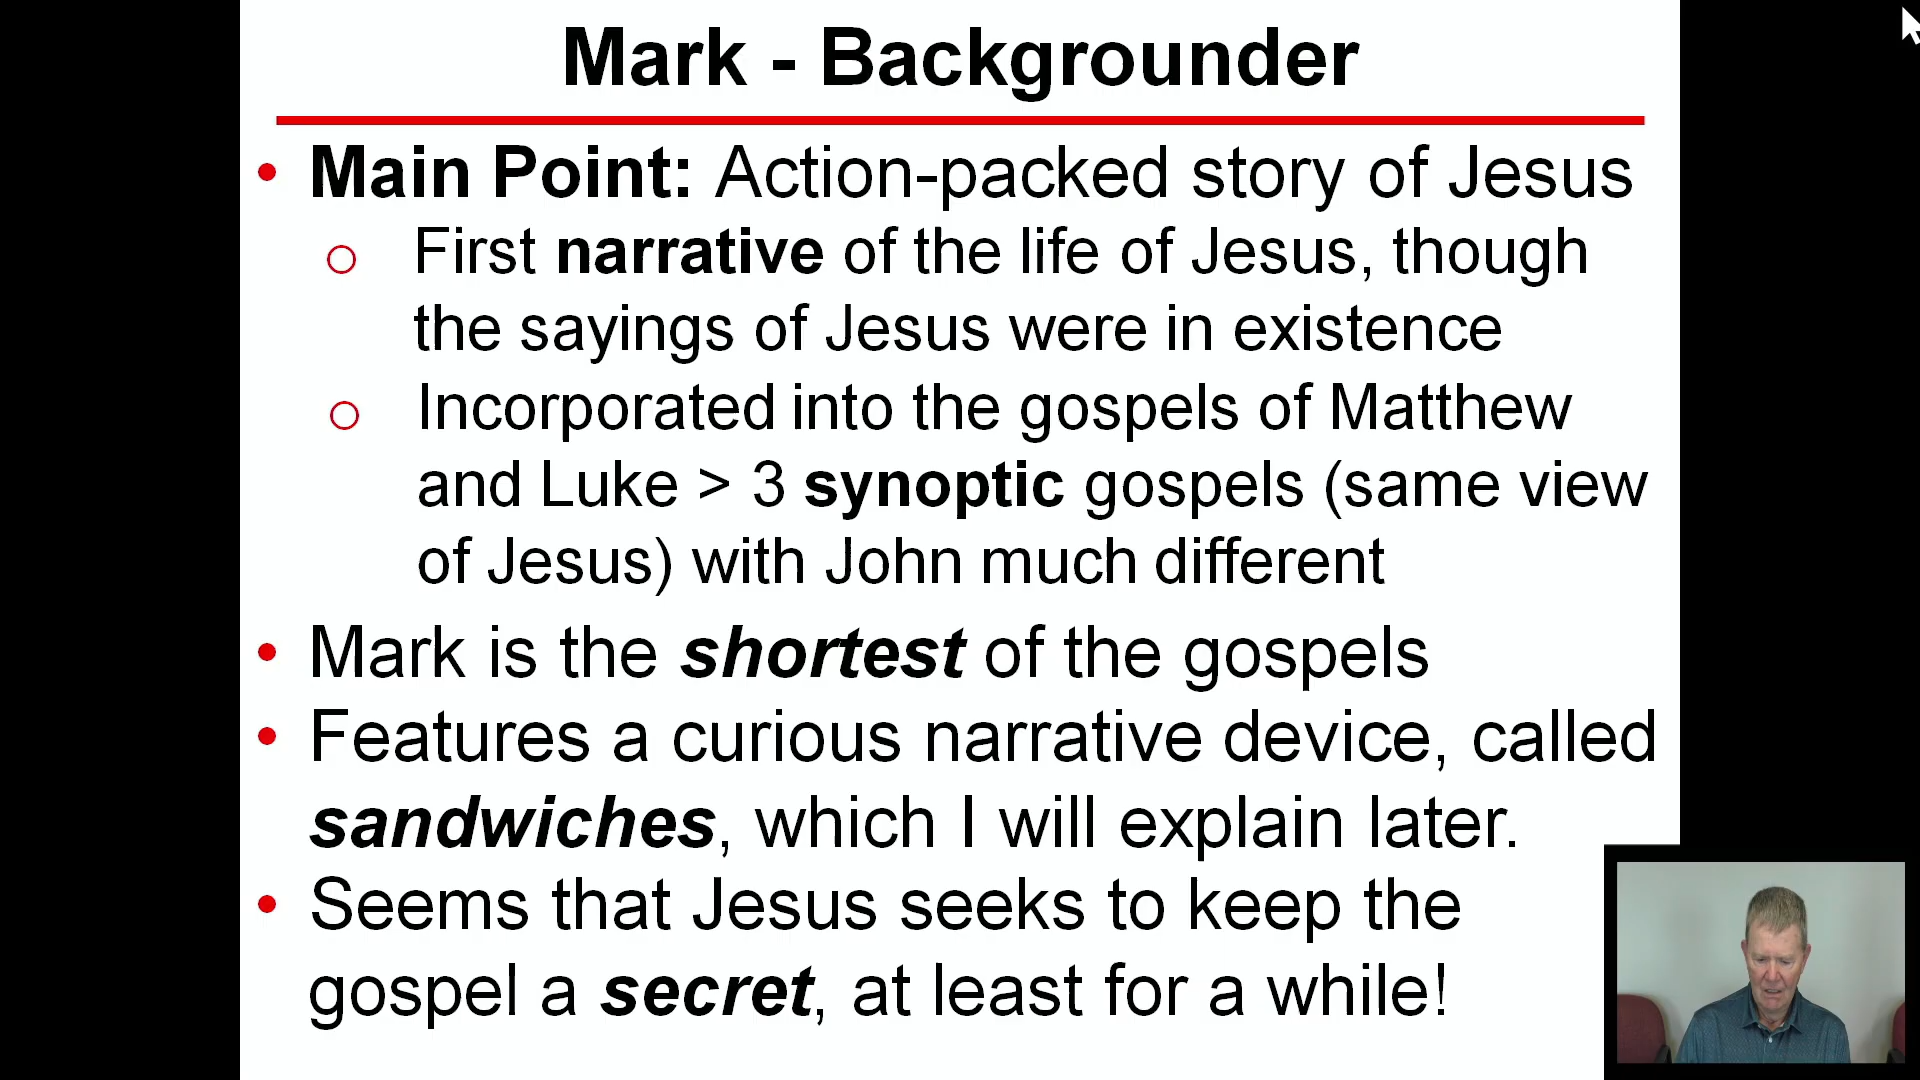 Mark - Backgrounder
• Main Point: Action-packed story of Jesus
o First narrative of the life of Jesus, though
the sayings of Jesus were in existence
o Incorporated into the gospels of Matthew
and Luke > 3 synoptic gospels (same view
of Jesus) with John much different
• Mark is the shortest of the gospels
• Features a curious narrative device, called
sandwiches, which I will explain later.
• Seems that Jesus seeks to keep the
gospel a secret, at least for a while!